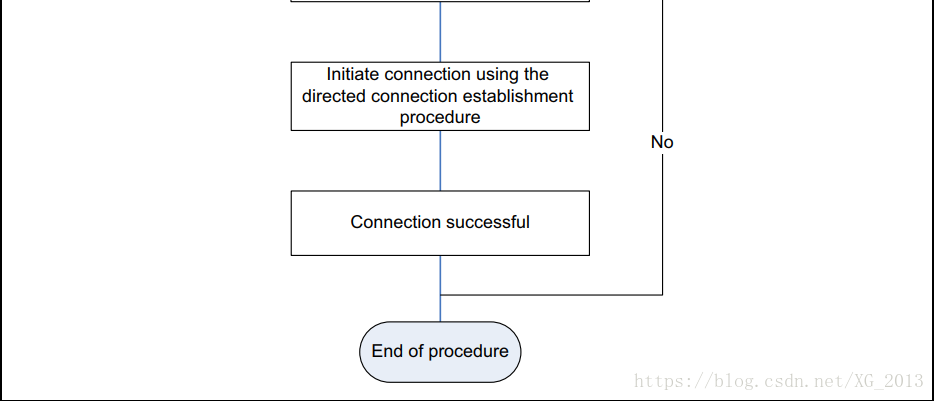 Initiate connection using the
directed connection establishment
procedure
No
Connection successful
End of procedure
https://blog.csdn.net/XG_2013